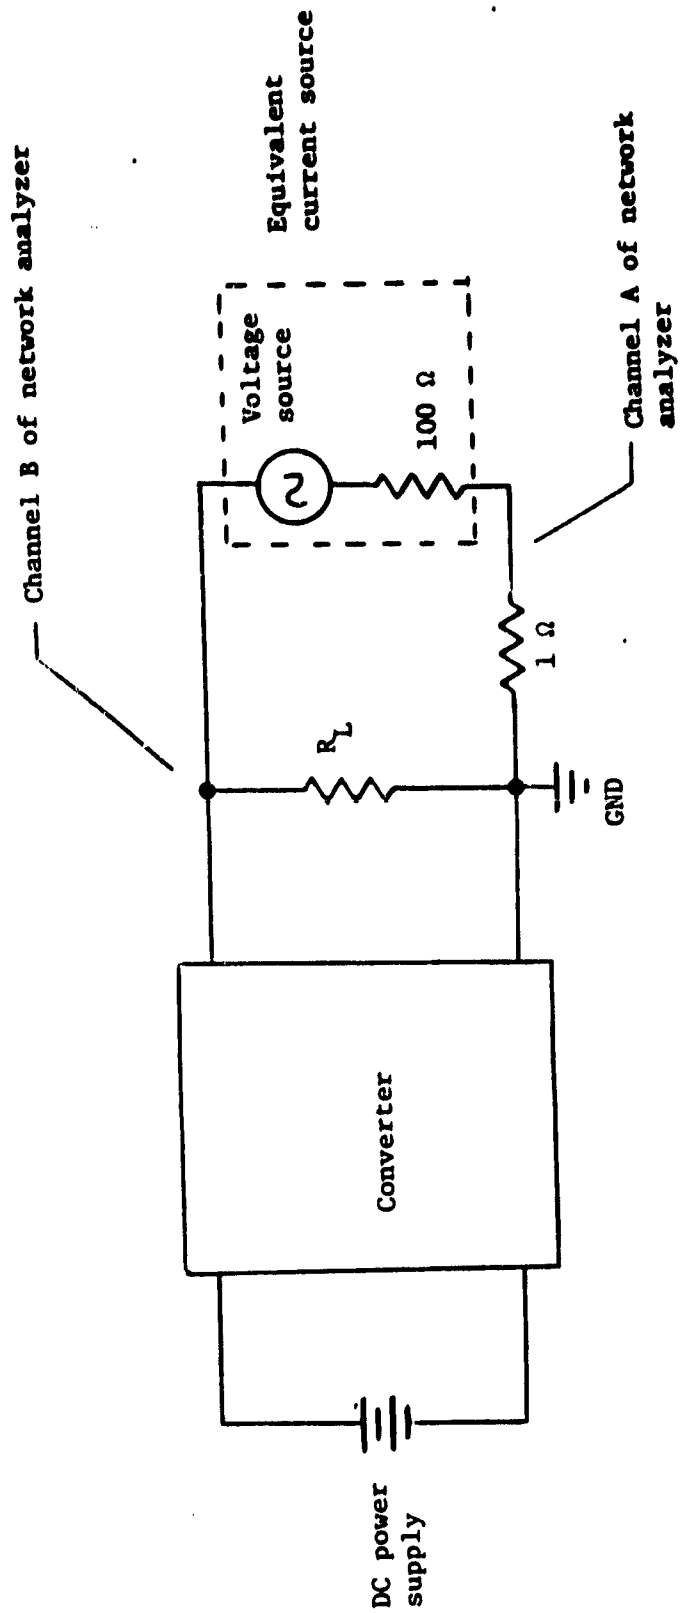 Channel B of network analyzer
Equivalent
current source
Voltage
source
100 Ω
R_L
1 Ω
Channel A of network
analyzer
GND
Converter
DC power
supply